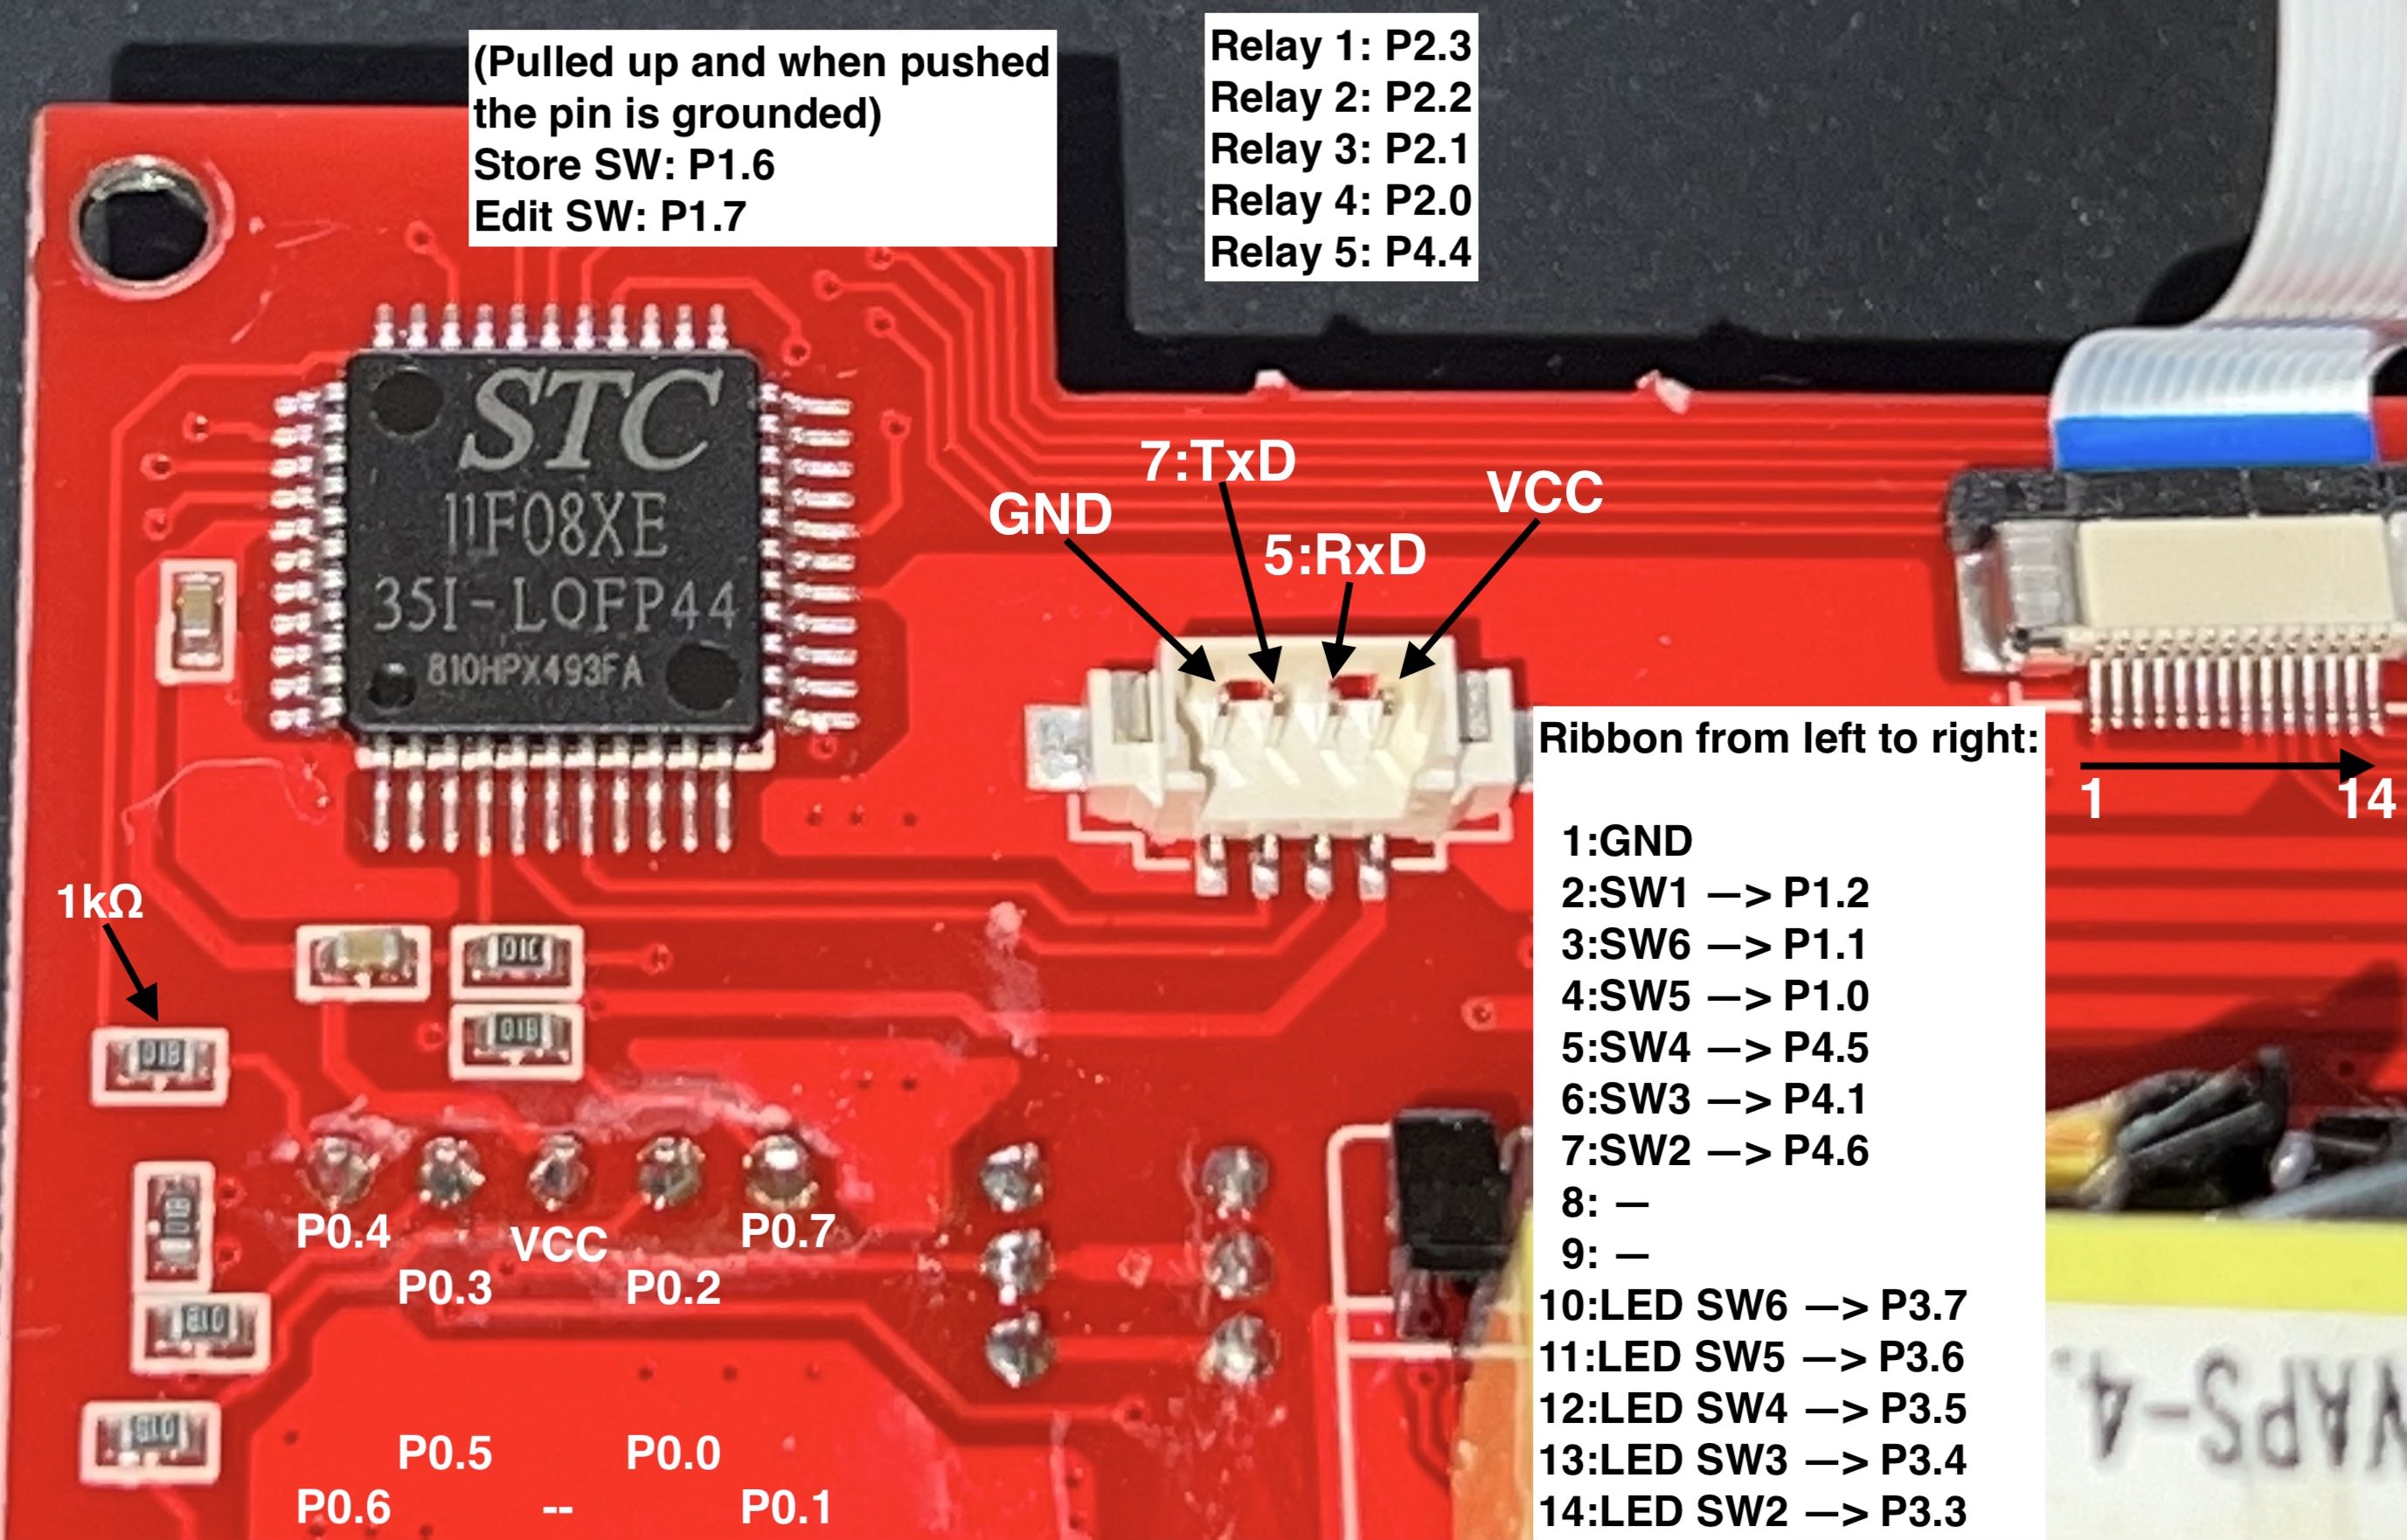 (Pulled up and when pushed
the pin is grounded)
Store SW: P1.6
Edit SW: P1.7
Relay 1: P2.3
Relay 2: P2.2
Relay 3: P2.1
Relay 4: P2.0
Relay 5: P4.4
STC
11F08XE
35I-LQFP44
810HPX493FA
GND
7:TxD
5:RxD
VCC
1
14
Ribbon from left to right:
1:GND
2:SW1 —> P1.2
3:SW6 —> P1.1
4:SW5 —> P1.0
5:SW4 —> P4.5
6:SW3 —> P4.1
7:SW2 —> P4.6
8: —
9: —
10:LED SW6 —> P3.7
11:LED SW5 —> P3.6
12:LED SW4 —> P3.5
13:LED SW3 —> P3.4
14:LED SW2 —> P3.3
1kΩ
P0.4
P0.3
VCC
P0.2
P0.7
P0.5
P0.0
P0.6
--
P0.1